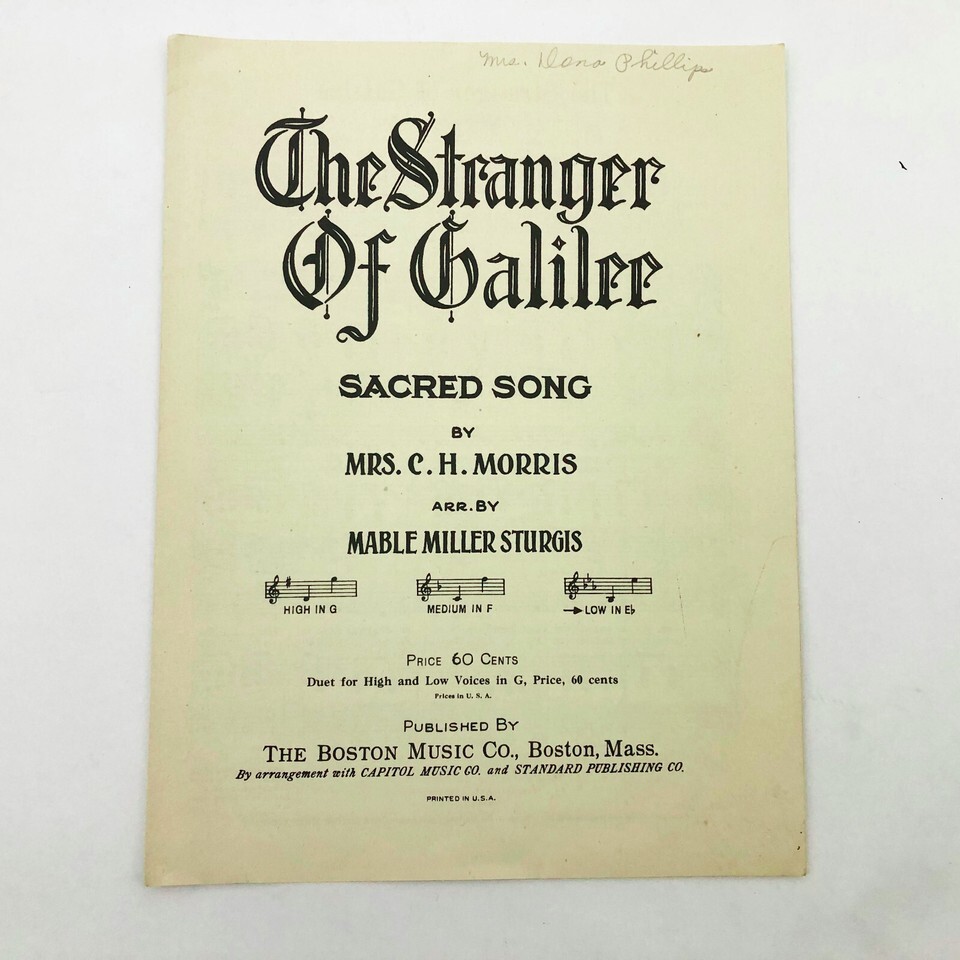 Mrs. Dana Phillips
The Stranger
Of Galilee
SACRED SONG
BY
MRS. C. H. MORRIS
ARR. BY
MABLE MILLER STURGIS
HIGH IN G MEDIUM IN F → LOW IN E♭
PRICE 60 CENTS
Duet for High and Low Voices in G, Price, 60 cents
Prices in U. S. A.
PUBLISHED BY
THE BOSTON MUSIC CO., BOSTON, MASS.
By arrangement with CAPITOL MUSIC CO. and STANDARD PUBLISHING CO.
PRINTED IN U.S.A.